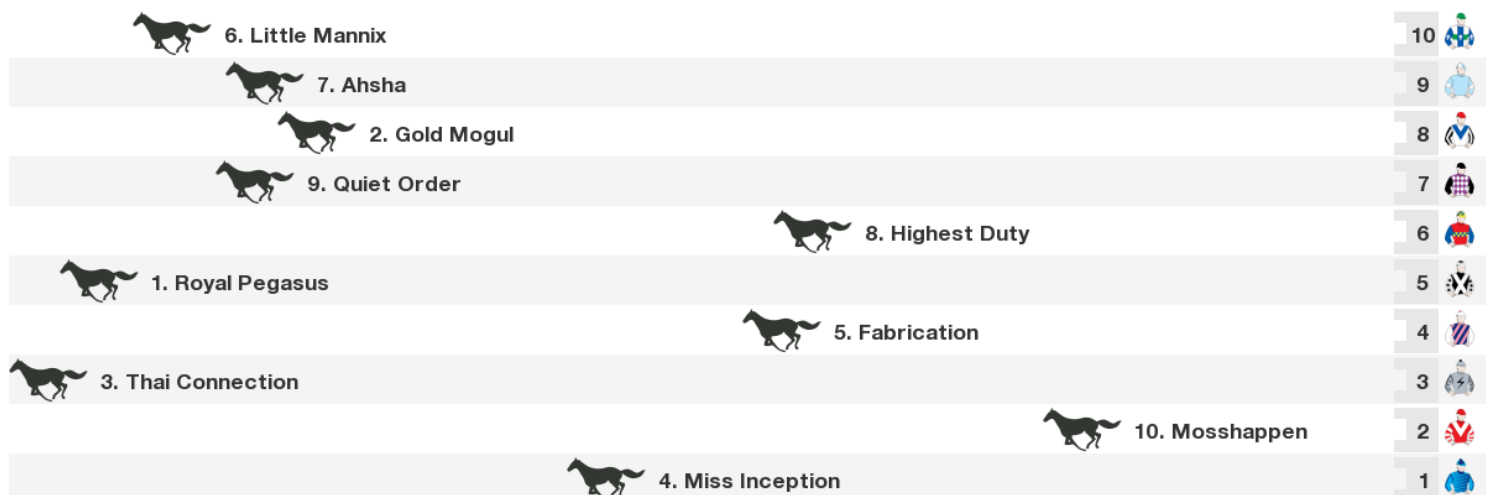 6. Little Mannix 10
7. Ahsha 9
2. Gold Mogul 8
9. Quiet Order 7
8. Highest Duty 6
1. Royal Pegasus 5
5. Fabrication 4
3. Thai Connection 3
10. Mosshappen 2
4. Miss Inception 1